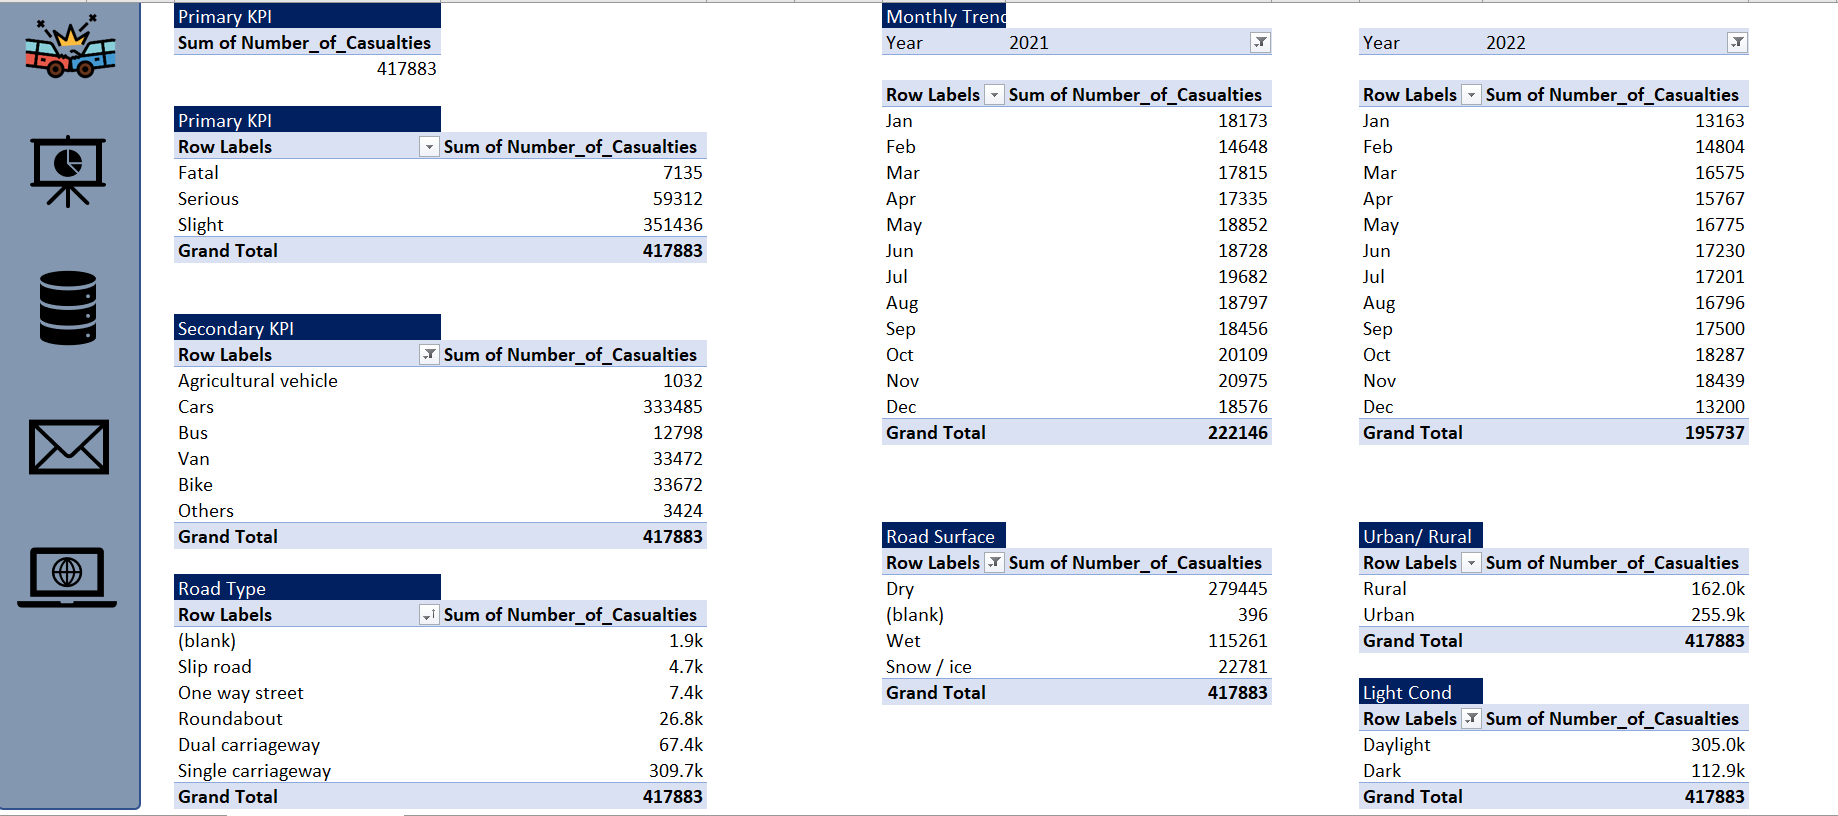 Primary KPI
Sum of Number_of_Casualties
417883
Primary KPI
Row Labels Sum of Number_of_Casualties
Fatal 7135
Serious 59312
Slight 351436
Grand Total 417883
Secondary KPI
Row Labels Sum of Number_of_Casualties
Agricultural vehicle 1032
Cars 333485
Bus 12798
Van 33472
Bike 33672
Others 3424
Grand Total 417883
Road Type
Row Labels Sum of Number_of_Casualties
(blank) 1.9k
Slip road 4.7k
One way street 7.4k
Roundabout 26.8k
Dual carriageway 67.4k
Single carriageway 309.7k
Grand Total 417883
Monthly Trend
Year 2021
Row Labels Sum of Number_of_Casualties
Jan 18173
Feb 14648
Mar 17815
Apr 17335
May 18852
Jun 18728
Jul 19682
Aug 18797
Sep 18456
Oct 20109
Nov 20975
Dec 18576
Grand Total 222146
Year 2022
Row Labels Sum of Number_of_Casualties
Jan 13163
Feb 14804
Mar 16575
Apr 15767
May 16775
Jun 17230
Jul 17201
Aug 16796
Sep 17500
Oct 18287
Nov 18439
Dec 13200
Grand Total 195737
Road Surface
Row Labels Sum of Number_of_Casualties
Dry 279445
(blank) 396
Wet 115261
Snow / ice 22781
Grand Total 417883
Urban/ Rural
Row Labels Sum of Number_of_Casualties
Rural 162.0k
Urban 255.9k
Grand Total 417883
Light Cond
Row Labels Sum of Number_of_Casualties
Daylight 305.0k
Dark 112.9k
Grand Total 417883